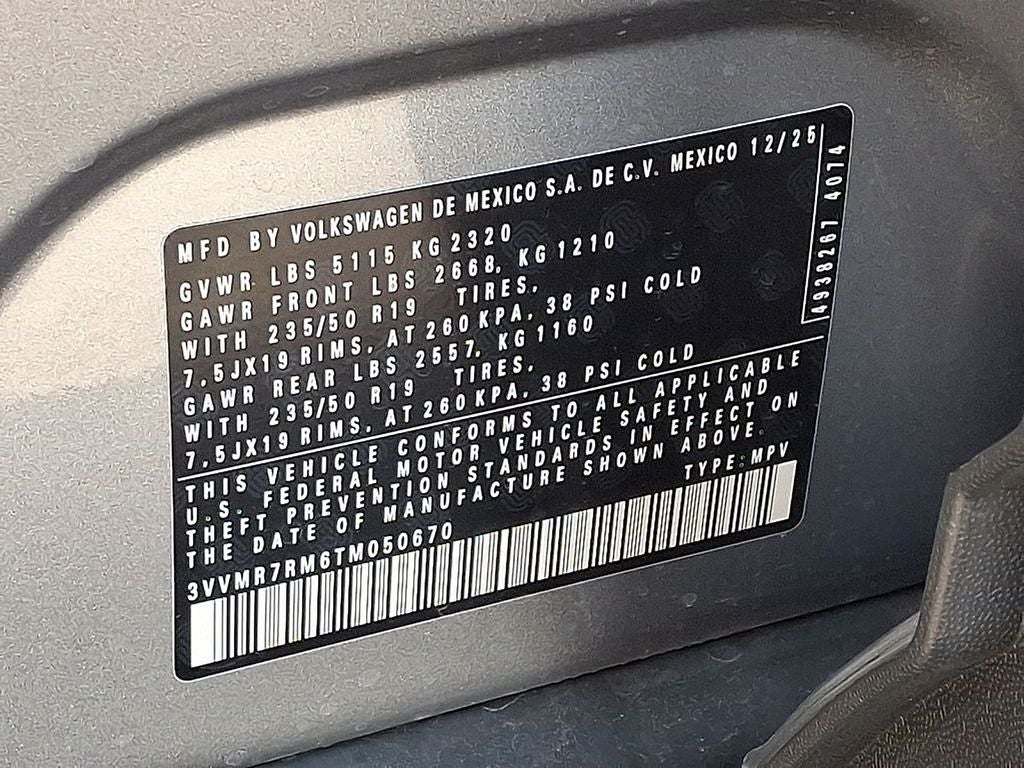 MFD BY VOLKSWAGEN DE MEXICO S.A. DE C.V. MEXICO 12/25
GVWR LBS 5115 KG 2320
GAWR FRONT LBS 2668, KG 1210
WITH 235/50 R19 TIRES,
7,5JX19 RIMS, AT 260 KPA, 38 PSI COLD
GAWR REAR LBS 2557, KG 1160
WITH 235/50 R19 TIRES,
7,5JX19 RIMS, AT 260 KPA, 38 PSI COLD
THIS VEHICLE CONFORMS TO ALL APPLICABLE
U.S. FEDERAL MOTOR VEHICLE SAFETY AND
THEFT PREVENTION STANDARDS IN EFFECT ON
THE DATE OF MANUFACTURE SHOWN ABOVE.
TYPE: MPV
3VVMR7RM6TM050670
4938267 4074